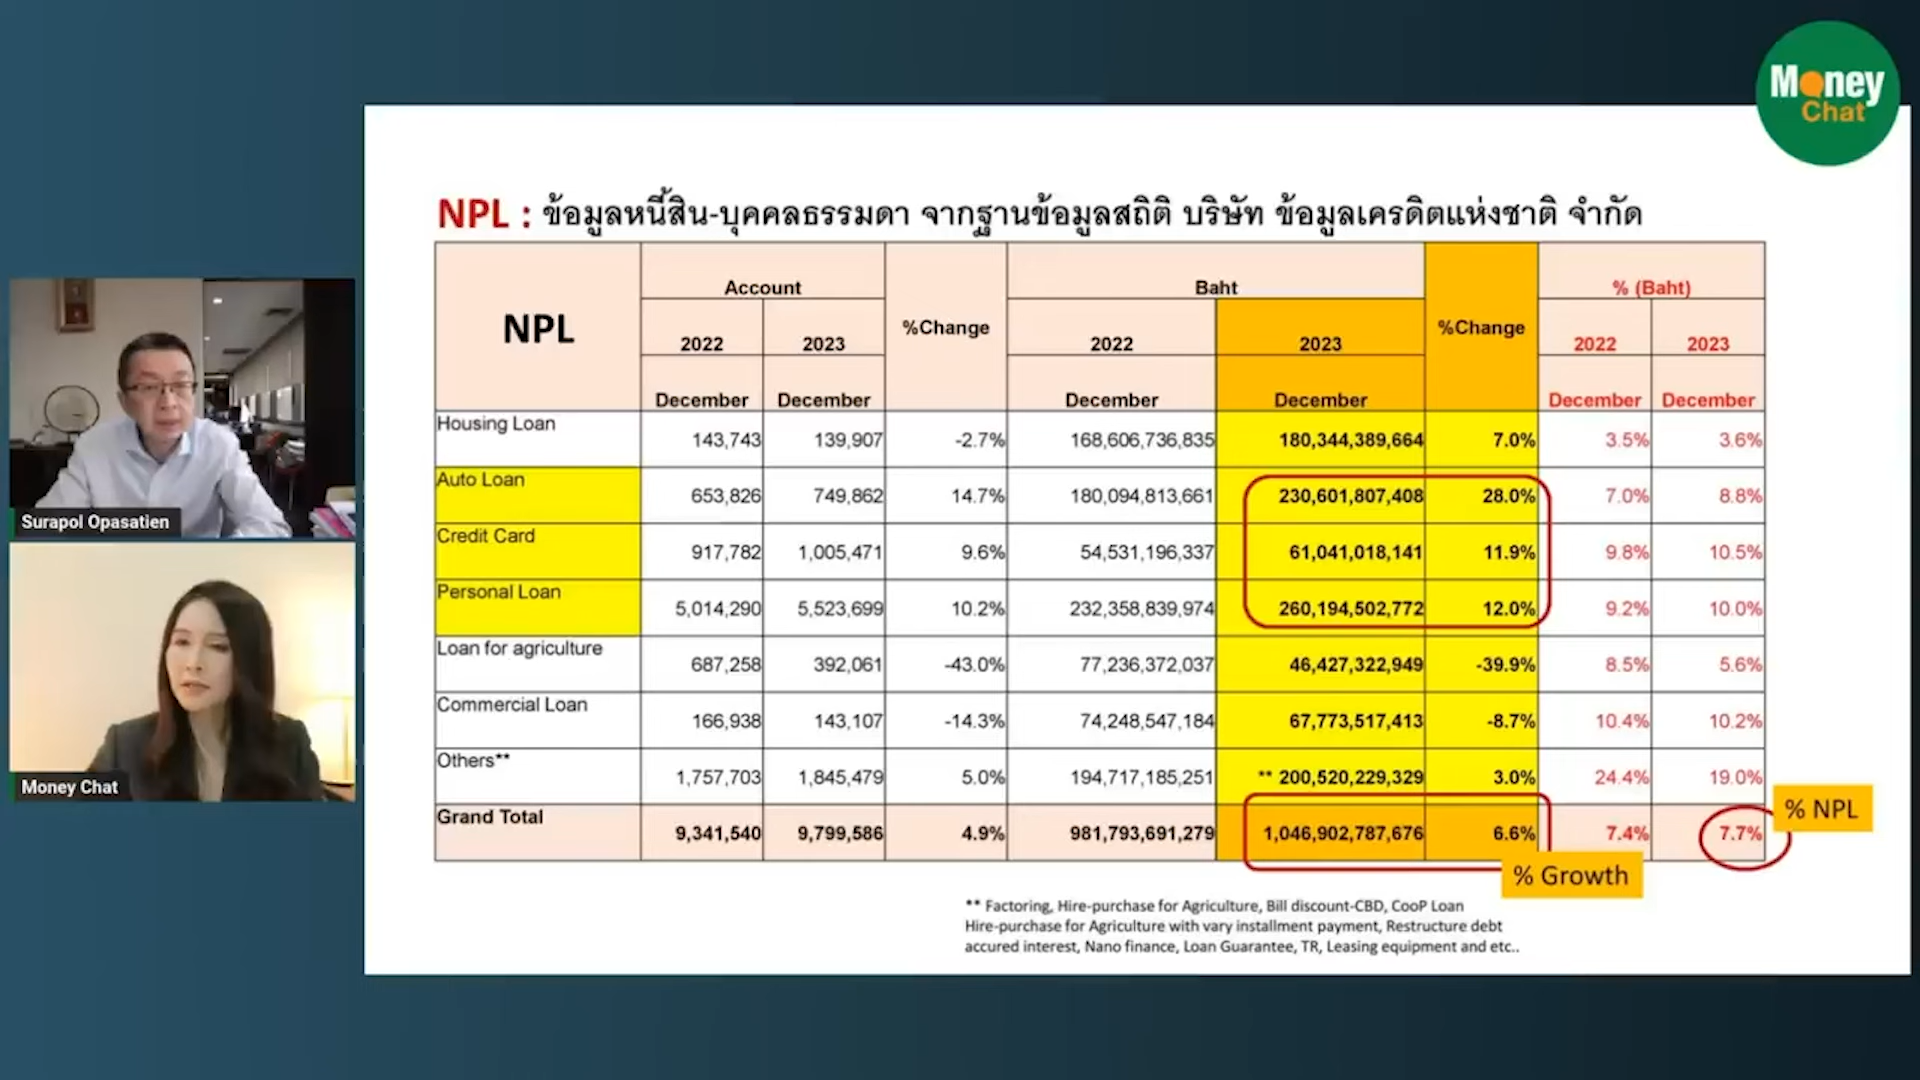 Money
Chat
NPL : ข้อมูลหนี้สิน-บุคคลธรรมดา จากฐานข้อมูลสถิติ บริษัท ข้อมูลเครดิตแห่งชาติ จำกัด
NPL Account %Change Baht %Change % (Baht)
2022 2023 2022 2023 2022 2023
December December December December December December
Housing Loan 143,743 139,907 -2.7% 168,606,736,835 180,344,389,664 7.0% 3.5% 3.6%
Auto Loan 653,826 749,862 14.7% 180,094,813,661 230,601,807,408 28.0% 7.0% 8.8%
Credit Card 917,782 1,005,471 9.6% 54,531,196,337 61,041,018,141 11.9% 9.8% 10.5%
Personal Loan 5,014,290 5,523,699 10.2% 232,358,839,974 260,194,502,772 12.0% 9.2% 10.0%
Loan for agriculture 687,258 392,061 -43.0% 77,236,372,037 46,427,322,949 -39.9% 8.5% 5.6%
Commercial Loan 166,938 143,107 -14.3% 74,248,547,184 67,773,517,413 -8.7% 10.4% 10.2%
Others** 1,757,703 1,845,479 5.0% 194,717,185,251 ** 200,520,229,329 3.0% 24.4% 19.0%
Grand Total 9,341,540 9,799,586 4.9% 981,793,691,279 1,046,902,787,676 6.6% 7.4% 7.7%
% NPL
% Growth
** Factoring, Hire-purchase for Agriculture, Bill discount-CBD, CooP Loan
Hire-purchase for Agriculture with vary installment payment, Restructure debt
accured interest, Nano finance, Loan Guarantee, TR, Leasing equipment and etc..
Surapol Opasatien
Money Chat